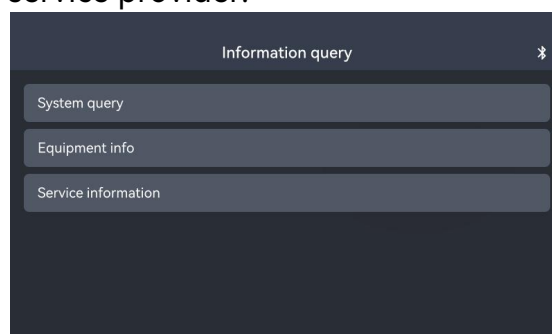 service provider.
Information query
System query
Equipment info
Service information